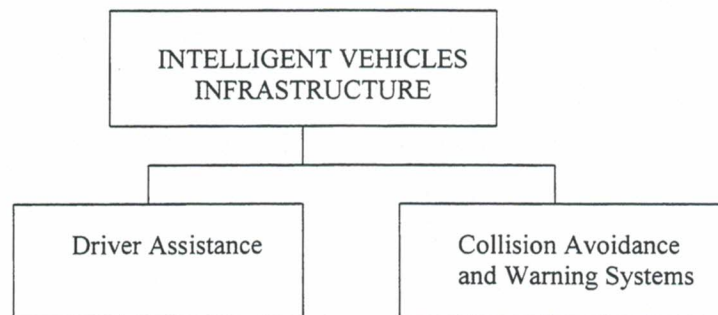 INTELLIGENT VEHICLES
INFRASTRUCTURE
Driver Assistance
Collision Avoidance
and Warning Systems